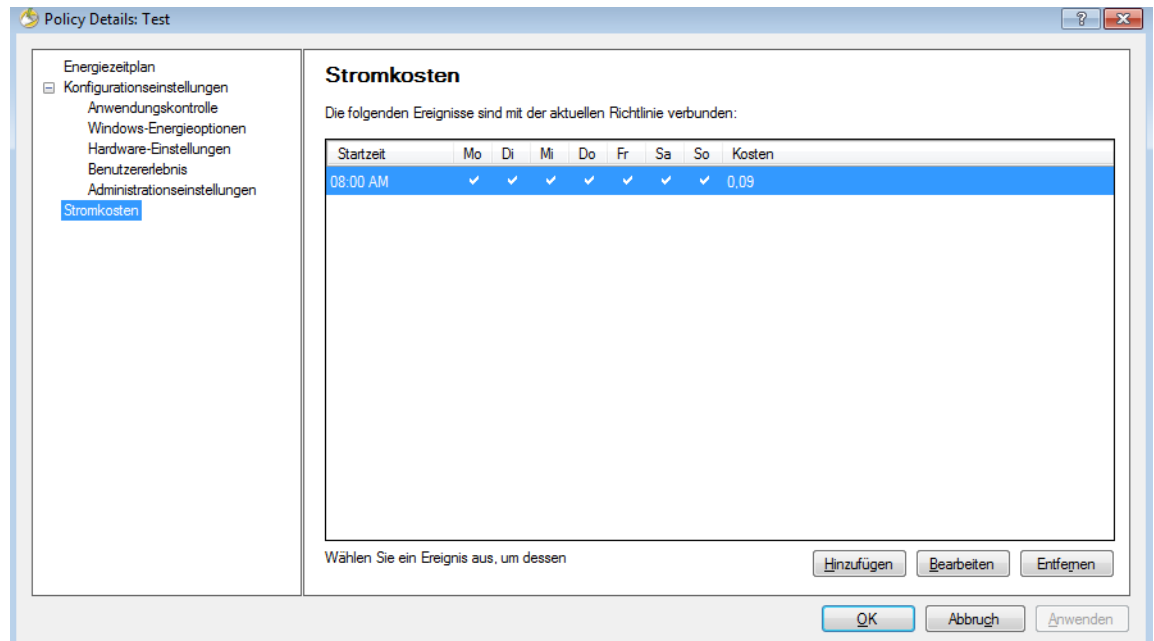 Policy Details: Test
Energiezeitplan
Konfigurationseinstellungen
Anwendungskontrolle
Windows-Energieoptionen
Hardware-Einstellungen
Benutzererlebnis
Administrationseinstellungen
Stromkosten
Stromkosten
Die folgenden Ereignisse sind mit der aktuellen Richtlinie verbunden:
Startzeit Mo Di Mi Do Fr Sa So Kosten
08:00 AM 0,09
Wählen Sie ein Ereignis aus, um dessen
Hinzufügen Bearbeiten Entfernen
OK Abbruch Anwenden